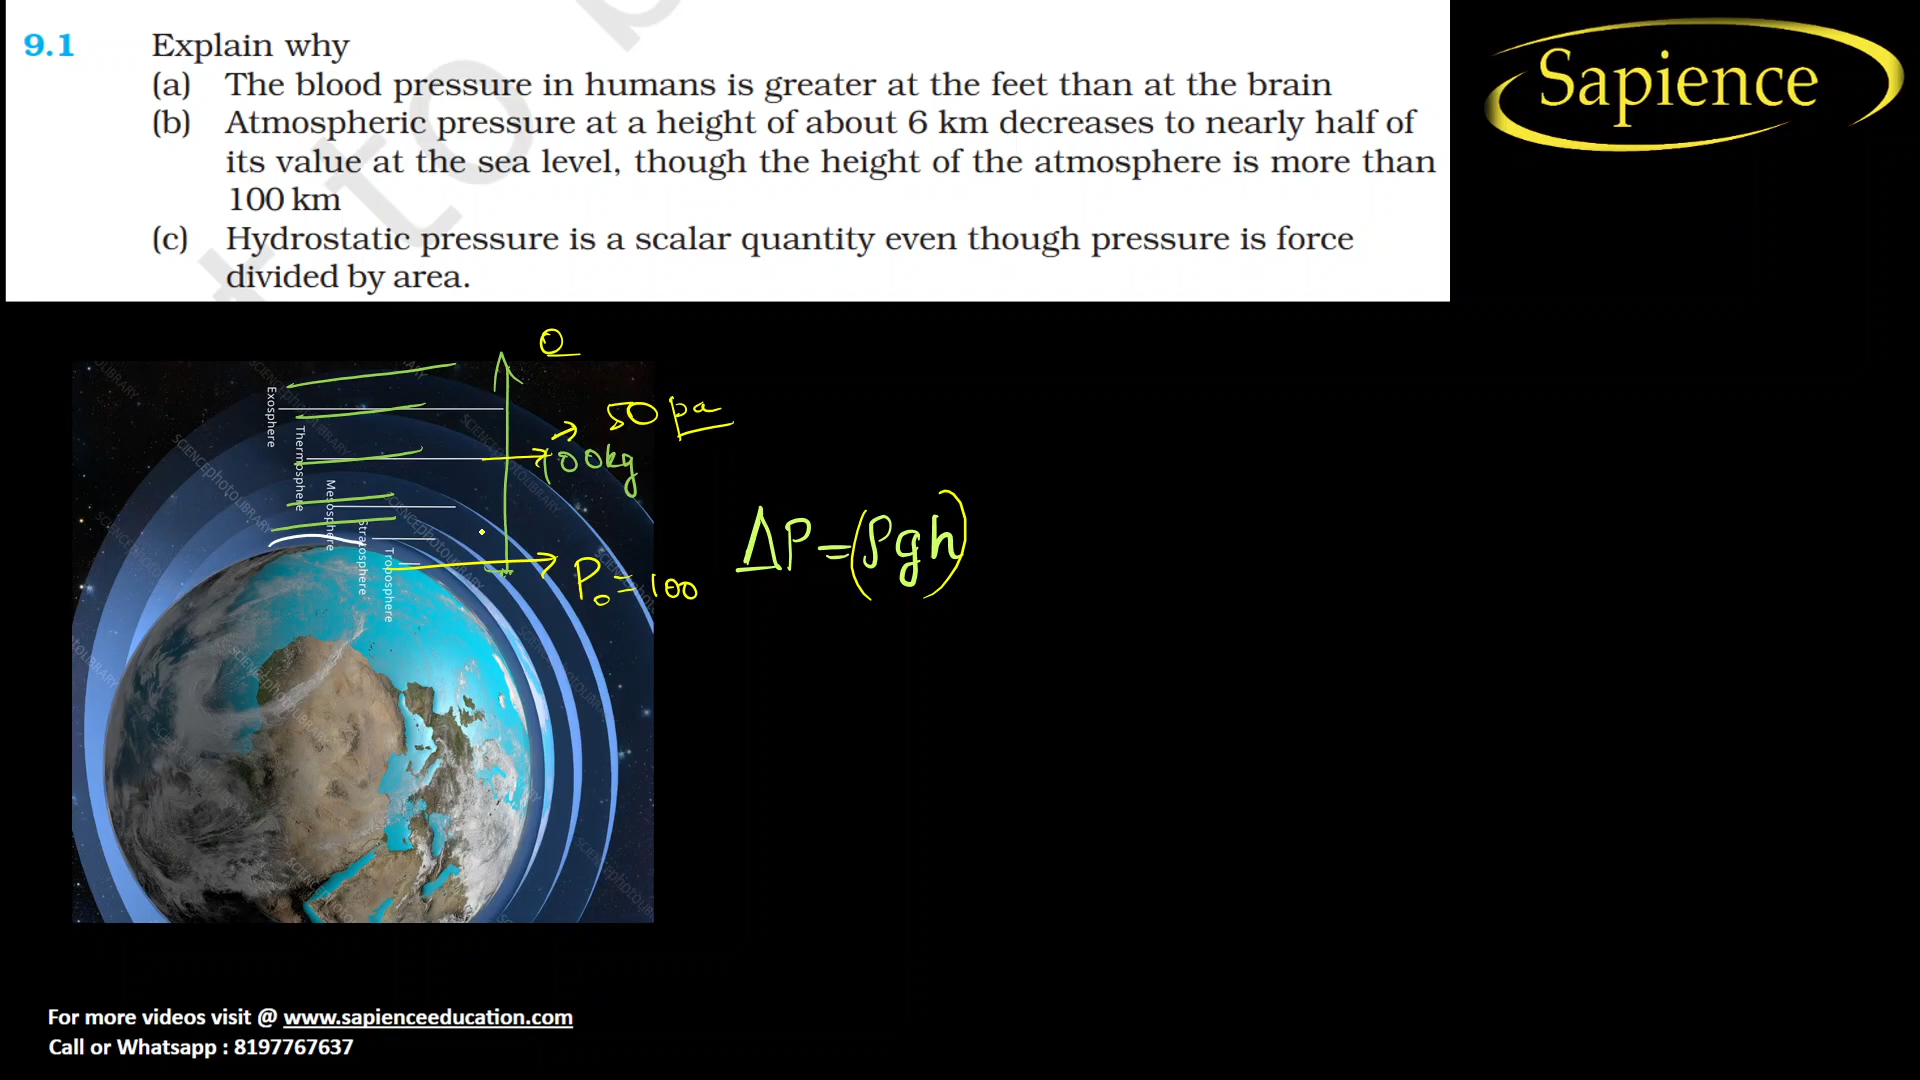 9.1 Explain why
(a) The blood pressure in humans is greater at the feet than at the brain
(b) Atmospheric pressure at a height of about 6 km decreases to nearly half of
its value at the sea level, though the height of the atmosphere is more than
100 km
(c) Hydrostatic pressure is a scalar quantity even though pressure is force
divided by area.
Sapience
0
50 pa
100kg
ΔP=(ρgh)
P₀=100
Exosphere
Thermosphere
Mesosphere
Stratosphere
Troposphere
SCIENCEphotoLIBRARY
For more videos visit @ www.sapienceeducation.com
Call or Whatsapp : 8197767637